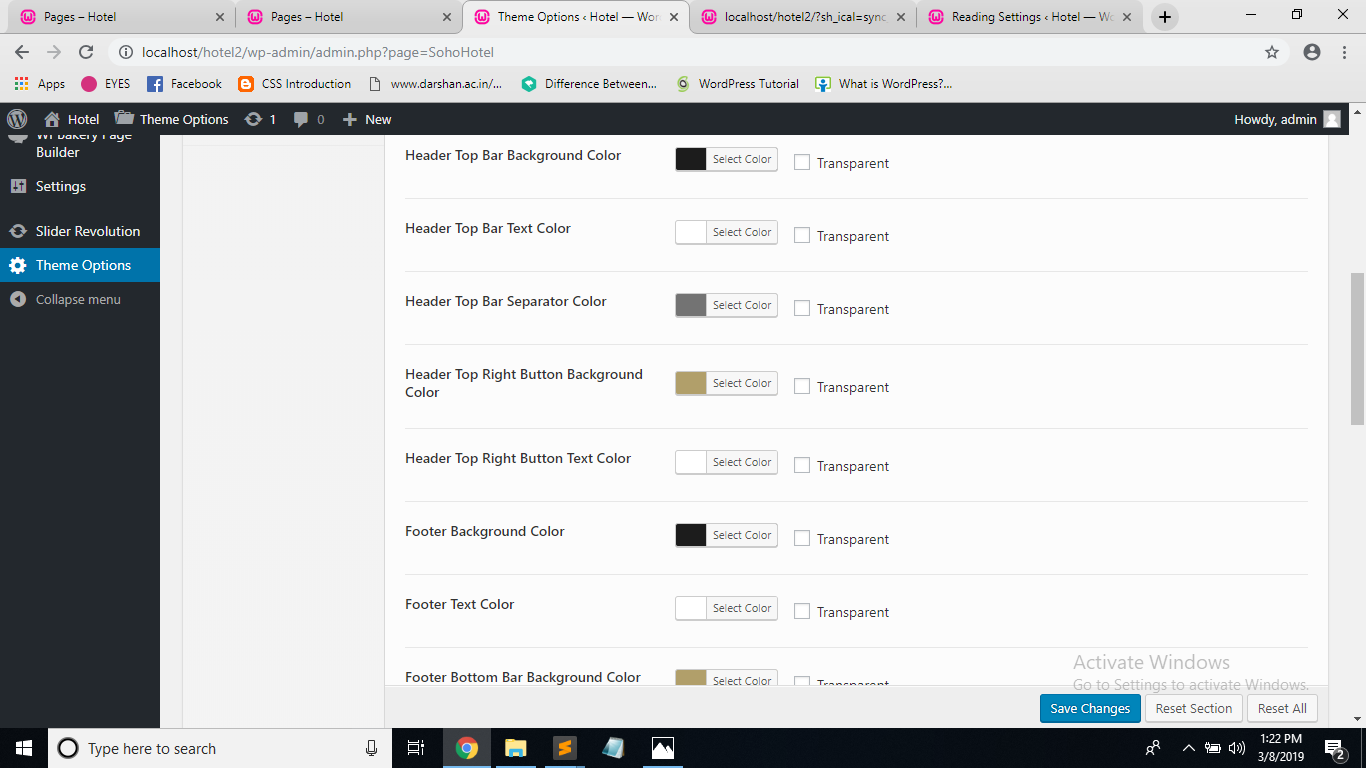 Pages – Hotel
Pages – Hotel
Theme Options ‹ Hotel — Wor
localhost/hotel2/?sh_ical=sync
Reading Settings ‹ Hotel — Wo
localhost/hotel2/wp-admin/admin.php?page=SohoHotel
Apps
EYES
Facebook
CSS Introduction
www.darshan.ac.in/...
Difference Between...
WordPress Tutorial
What is WordPress?...
Hotel
Theme Options
1
0
New
Howdy, admin
WPBakery Page
Builder
Settings
Slider Revolution
Theme Options
Collapse menu
Header Top Bar Background Color
Select Color
Transparent
Header Top Bar Text Color
Select Color
Transparent
Header Top Bar Separator Color
Select Color
Transparent
Header Top Right Button Background
Color
Select Color
Transparent
Header Top Right Button Text Color
Select Color
Transparent
Footer Background Color
Select Color
Transparent
Footer Text Color
Select Color
Transparent
Footer Bottom Bar Background Color
Select Color
Transparent
Activate Windows
Go to Settings to activate Windows.
Save Changes
Reset Section
Reset All
Type here to search
1:22 PM
3/8/2019
2